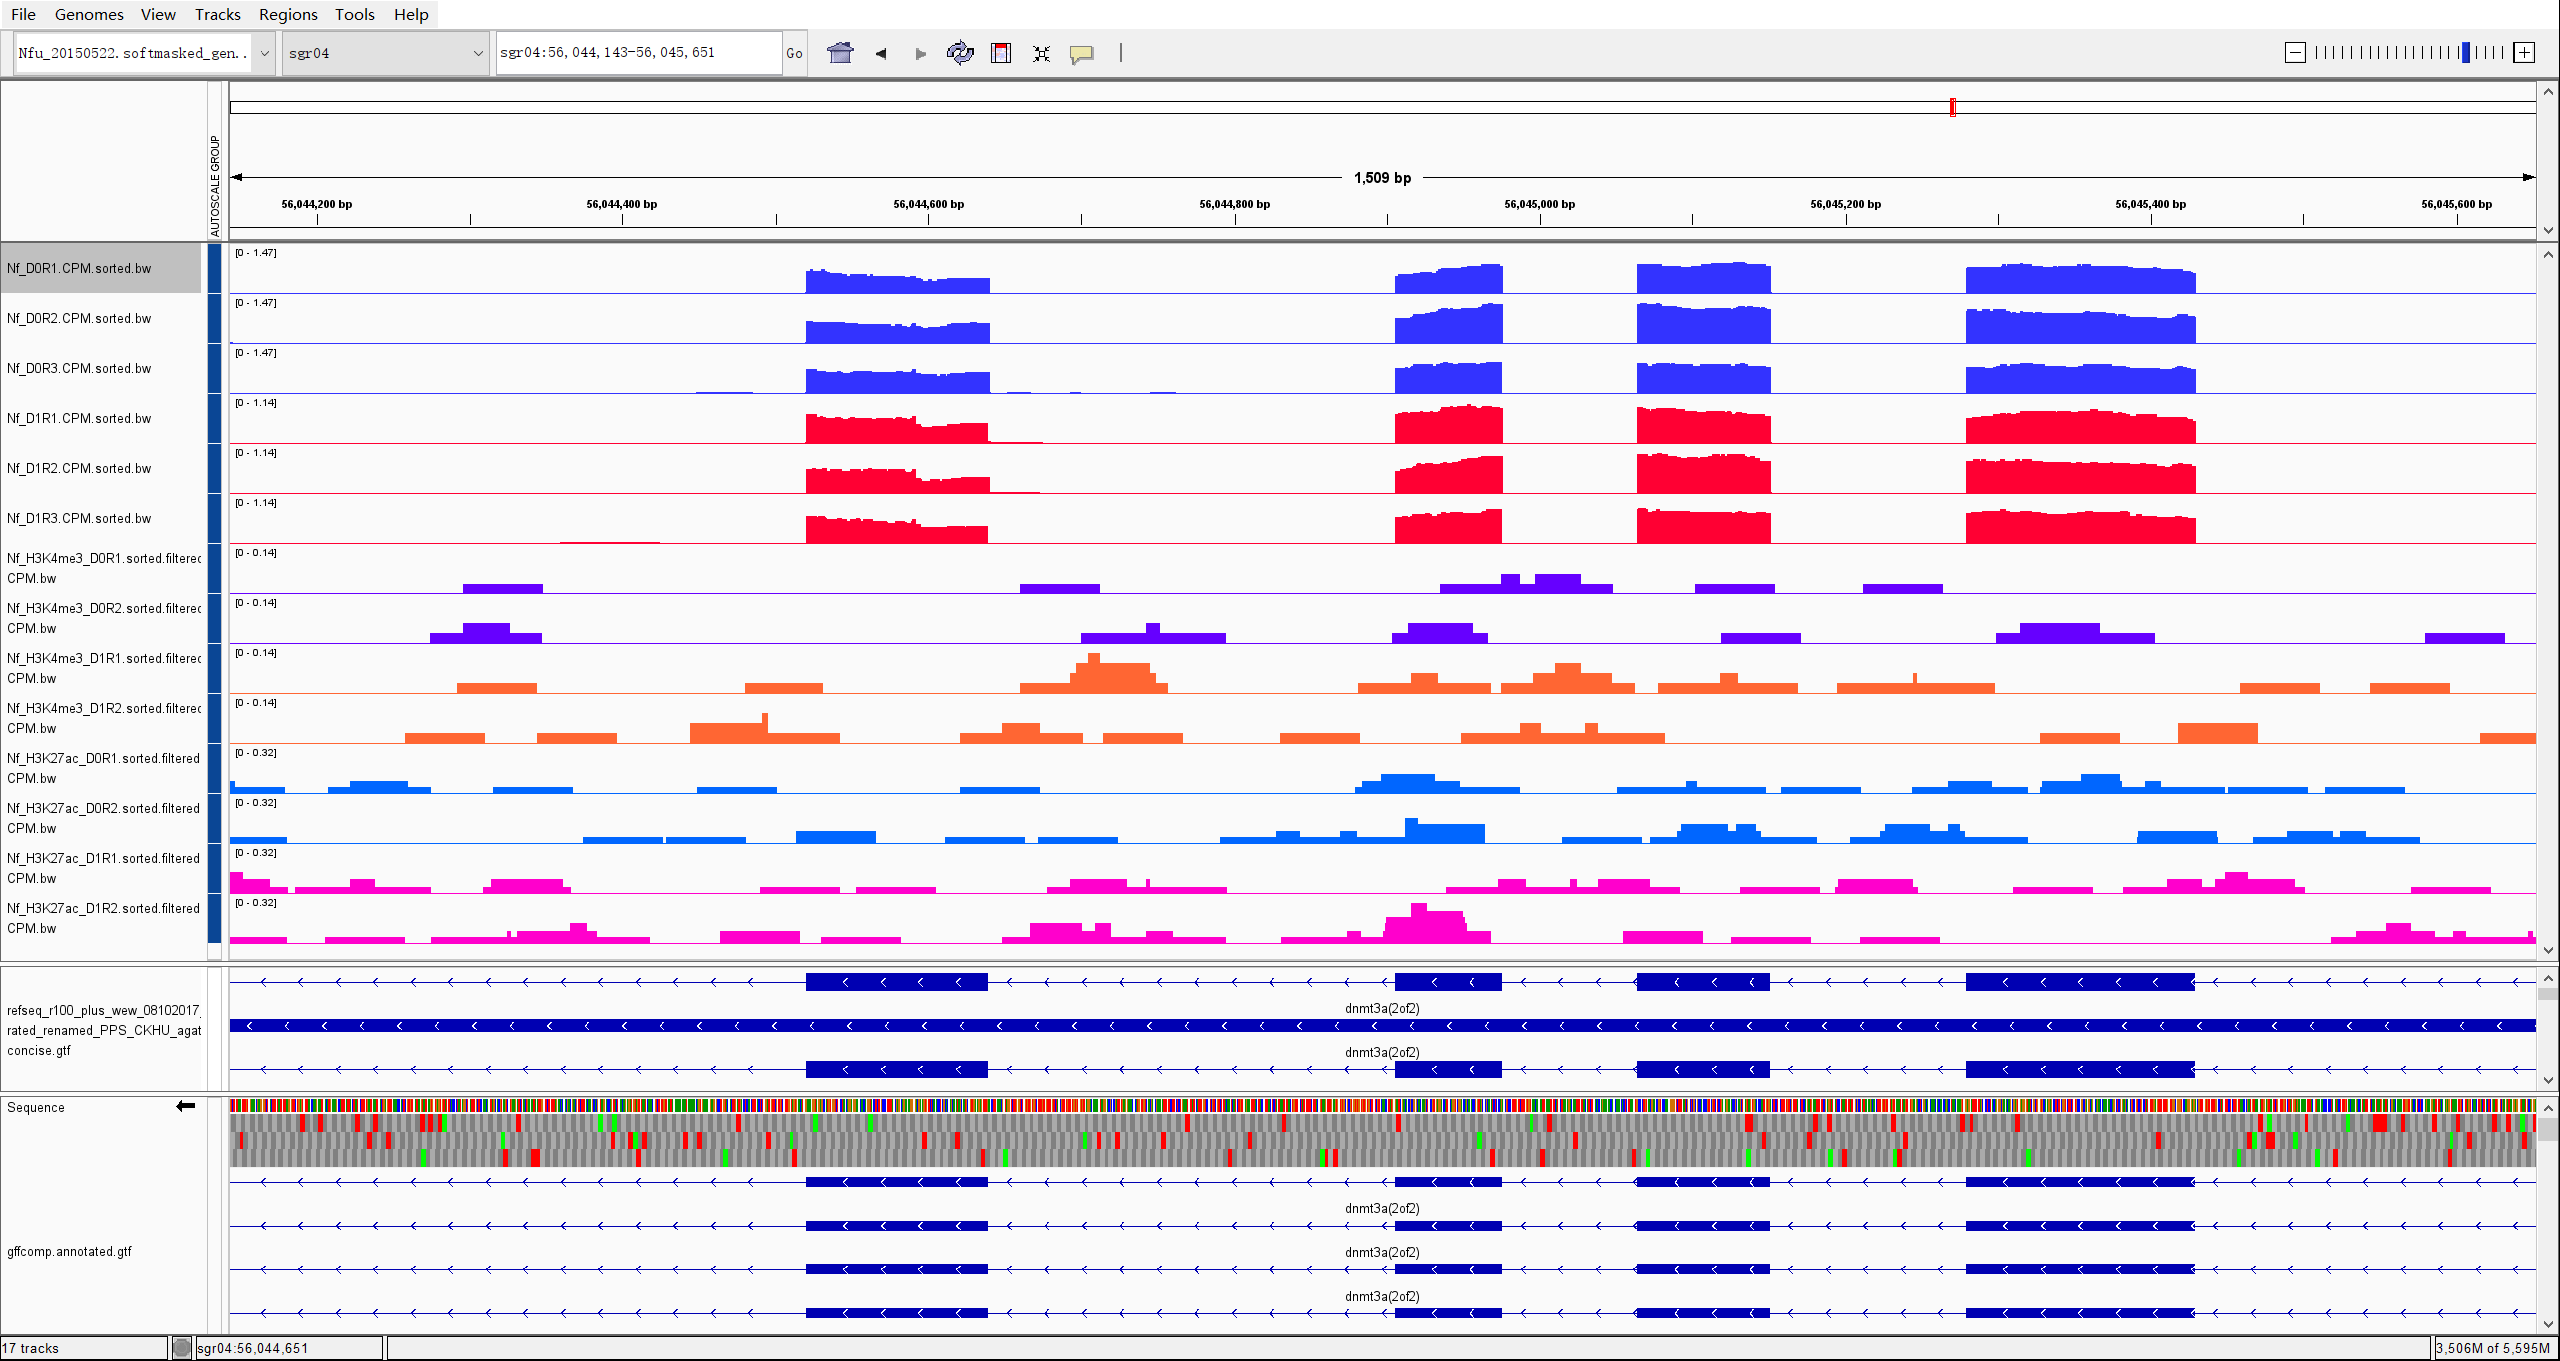 File Genomes View Tracks Regions Tools Help
Nfu_20150522.softmasked_gen.. sgr04 sgr04:56,044,143-56,045,651 Go
AUTOSCALE GROUP
1,509 bp
56,044,200 bp 56,044,400 bp 56,044,600 bp 56,044,800 bp 56,045,000 bp 56,045,200 bp 56,045,400 bp 56,045,600 bp
[0 - 1.47]
Nf_D0R1.CPM.sorted.bw
[0 - 1.47]
Nf_D0R2.CPM.sorted.bw
[0 - 1.47]
Nf_D0R3.CPM.sorted.bw
[0 - 1.14]
Nf_D1R1.CPM.sorted.bw
[0 - 1.14]
Nf_D1R2.CPM.sorted.bw
[0 - 1.14]
Nf_D1R3.CPM.sorted.bw
[0 - 0.14]
Nf_H3K4me3_D0R1.sorted.filtered
CPM.bw
[0 - 0.14]
Nf_H3K4me3_D0R2.sorted.filtered
CPM.bw
[0 - 0.14]
Nf_H3K4me3_D1R1.sorted.filtered
CPM.bw
[0 - 0.14]
Nf_H3K4me3_D1R2.sorted.filtered
CPM.bw
[0 - 0.32]
Nf_H3K27ac_D0R1.sorted.filtered
CPM.bw
[0 - 0.32]
Nf_H3K27ac_D0R2.sorted.filtered
CPM.bw
[0 - 0.32]
Nf_H3K27ac_D1R1.sorted.filtered
CPM.bw
[0 - 0.32]
Nf_H3K27ac_D1R2.sorted.filtered
CPM.bw
refseq_r100_plus_wew_08102017_
rated_renamed_PPS_CKHU_agat
concise.gtf
dnmt3a(2of2)
dnmt3a(2of2)
Sequence
gffcomp.annotated.gtf
dnmt3a(2of2)
dnmt3a(2of2)
dnmt3a(2of2)
17 tracks sgr04:56,044,651 3,506M of 5,595M